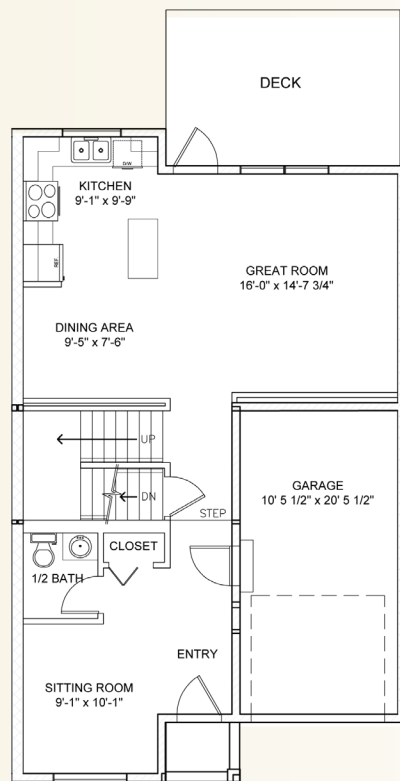 DECK
D/W
KITCHEN
9'-1" x 9'-9"
REF
GREAT ROOM
16'-0" x 14'-7 3/4"
DINING AREA
9'-5" x 7'-6"
UP
GARAGE
10' 5 1/2" x 20' 5 1/2"
DN
STEP
CLOSET
1/2 BATH
ENTRY
SITTING ROOM
9'-1" x 10'-1"